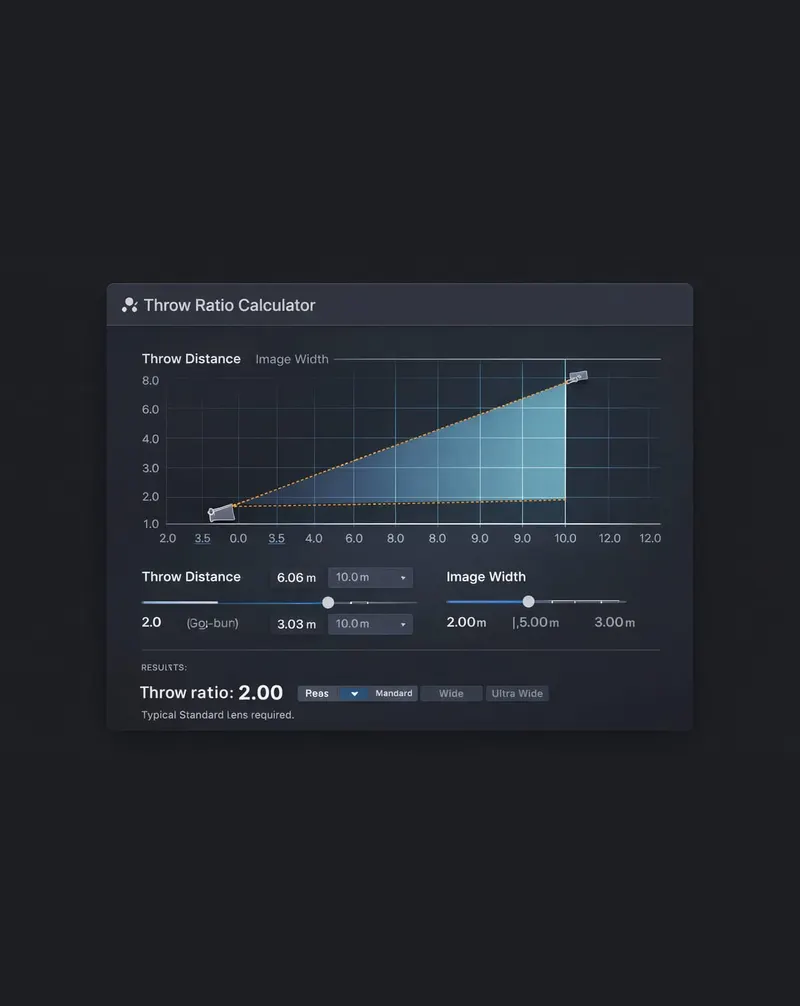 Throw Ratio Calculator
Throw Distance Image Width
8.0
6.0
4.0
3.0
2.0
1.0
2.0 3.5 0.0 3.5 4.0 6.0 8.0 8.0 9.0 9.0 10.0 12.0 12.0
Throw Distance 6.06 m 10.0 m Image Width
2.0 3.03 m 10.0 m 2.00 m |,5.00 m 3.00 m
RESULTS:
Throw ratio: 2.00 Peas Mandard Wide Ultra Wide
Typical Standard Lens required.